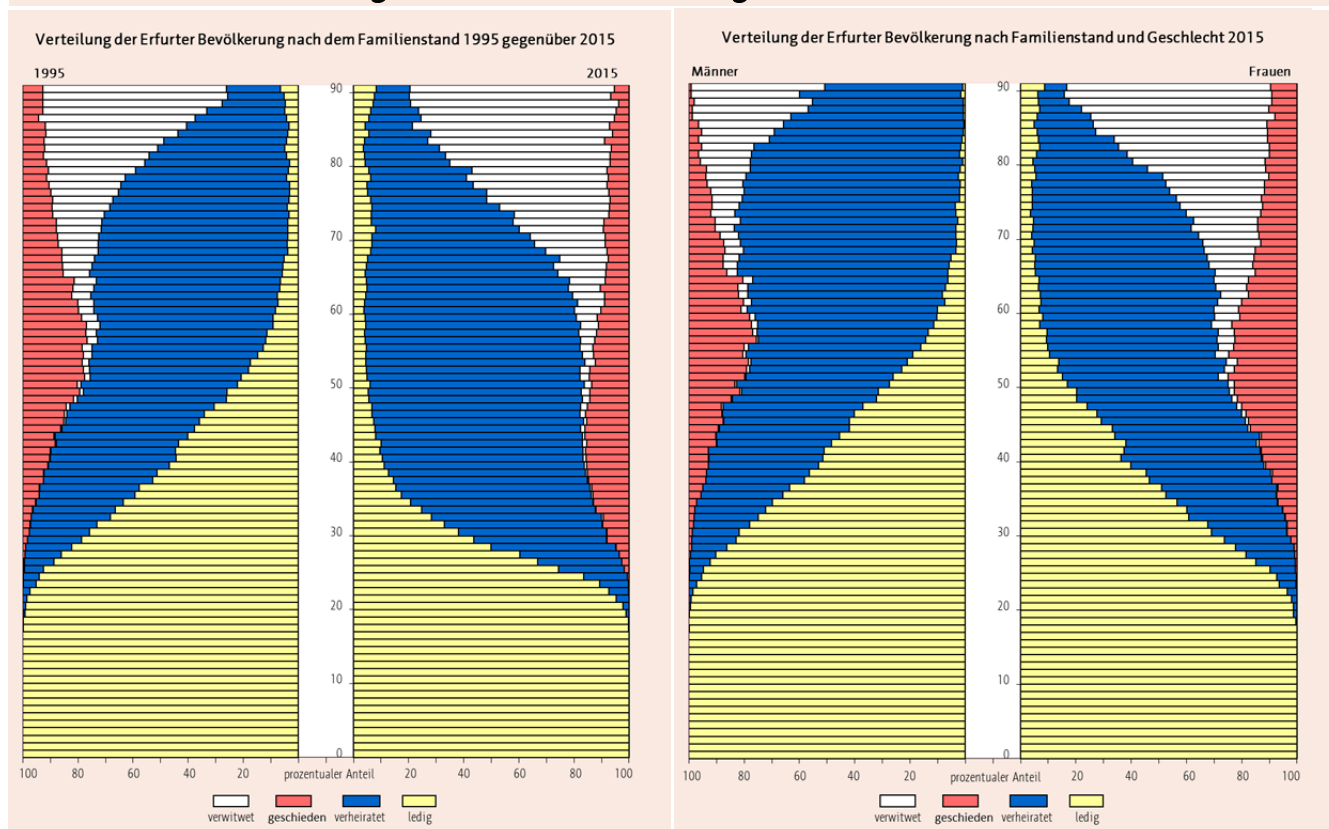 Verteilung der Erfurter Bevölkerung nach dem Familienstand 1995 gegenüber 2015
1995
2015
90
80
70
60
50
40
30
20
10
0
100 80 60 40 20 prozentualer Anteil 20 40 60 80 100
verwitwet geschieden verheiratet ledig
Verteilung der Erfurter Bevölkerung nach Familienstand und Geschlecht 2015
Männer
Frauen
90
80
70
60
50
40
30
20
10
0
100 80 60 40 20 prozentualer Anteil 20 40 60 80 100
verwitwet geschieden verheiratet ledig